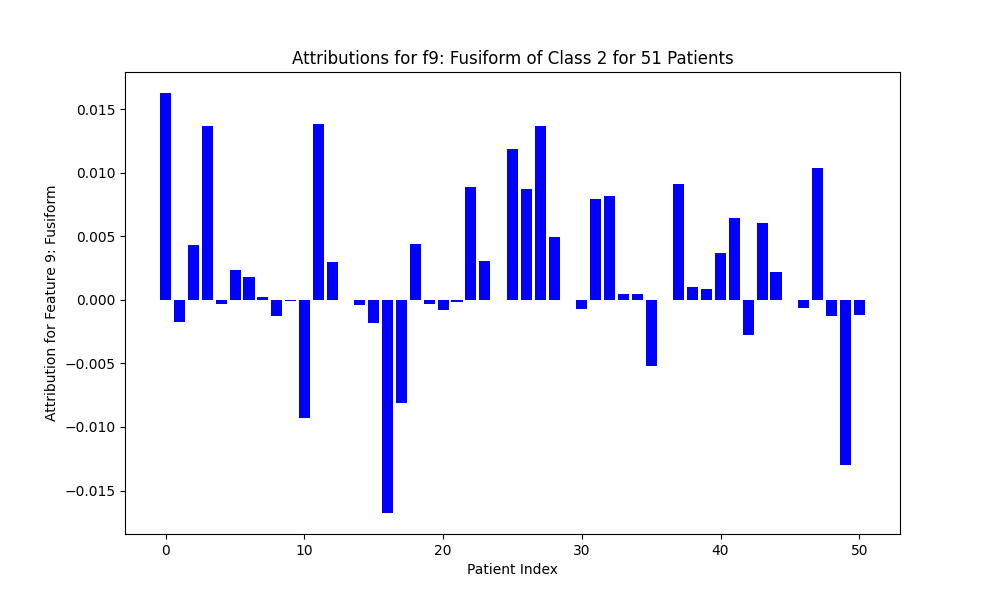 Attributions for f9: Fusiform of Class 2 for 51 Patients
Attribution for Feature 9: Fusiform
0.015
0.010
0.005
0.000
−0.005
−0.010
−0.015
0 10 20 30 40 50
Patient Index